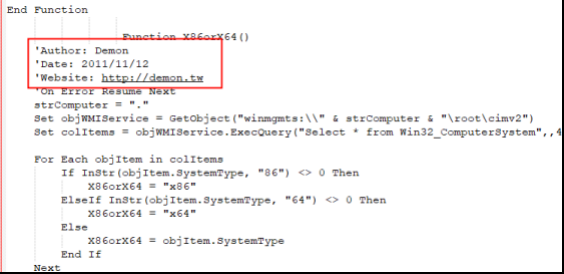 End Function
Function X86orX64()
'Author: Demon
'Date: 2011/11/12
'Website: http://demon.tw
'On Error Resume Next
strComputer = "."
Set objWMIService = GetObject("winmgmts:\\" & strComputer & "\root\cimv2")
Set colItems = objWMIService.ExecQuery("Select * from Win32_ComputerSystem",,4
For Each objItem in colItems
If InStr(objItem.SystemType, "86") <> 0 Then
X86orX64 = "x86"
ElseIf InStr(objItem.SystemType, "64") <> 0 Then
X86orX64 = "x64"
Else
X86orX64 = objItem.SystemType
End If
Next